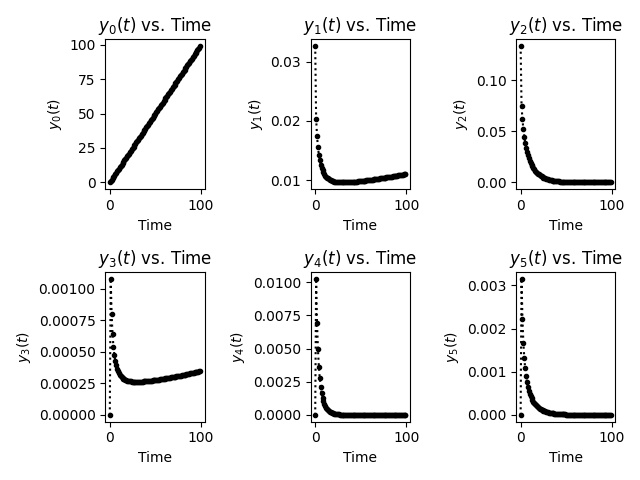 y₀(t) vs. Time
y₁(t) vs. Time
y₂(t) vs. Time
100
75
50
25
0
y₀(t)
0
100
Time
0.03
0.02
0.01
y₁(t)
0
100
Time
0.10
0.05
0.00
y₂(t)
0
100
Time
y₃(t) vs. Time
y₄(t) vs. Time
y₅(t) vs. Time
0.00100
0.00075
0.00050
0.00025
0.00000
y₃(t)
0
100
Time
0.0100
0.0075
0.0050
0.0025
0.0000
y₄(t)
0
100
Time
0.003
0.002
0.001
0.000
y₅(t)
0
100
Time